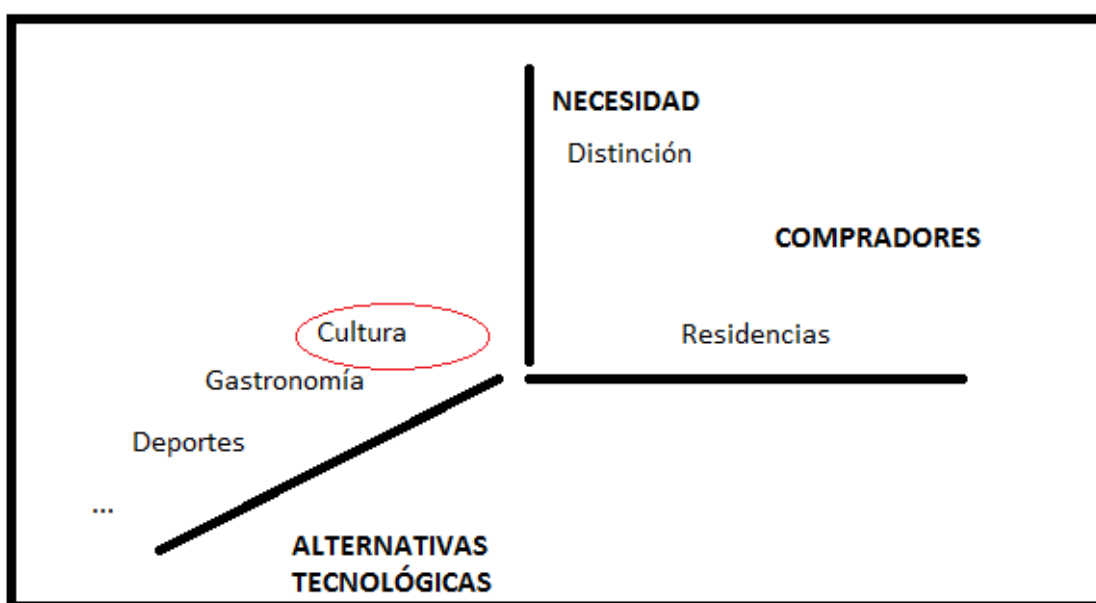 NECESIDAD
Distinción
COMPRADORES
Cultura
Residencias
Gastronomía
Deportes
...
ALTERNATIVAS
TECNOLÓGICAS